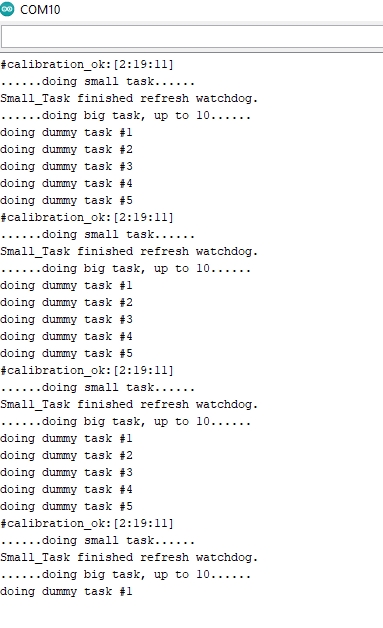 COM10
#calibration_ok:[2:19:11]
......doing small task......
Small_Task finished refresh watchdog.
......doing big task, up to 10......
doing dummy task #1
doing dummy task #2
doing dummy task #3
doing dummy task #4
doing dummy task #5
#calibration_ok:[2:19:11]
......doing small task......
Small_Task finished refresh watchdog.
......doing big task, up to 10......
doing dummy task #1
doing dummy task #2
doing dummy task #3
doing dummy task #4
doing dummy task #5
#calibration_ok:[2:19:11]
......doing small task......
Small_Task finished refresh watchdog.
......doing big task, up to 10......
doing dummy task #1
doing dummy task #2
doing dummy task #3
doing dummy task #4
doing dummy task #5
#calibration_ok:[2:19:11]
......doing small task......
Small_Task finished refresh watchdog.
......doing big task, up to 10......
doing dummy task #1